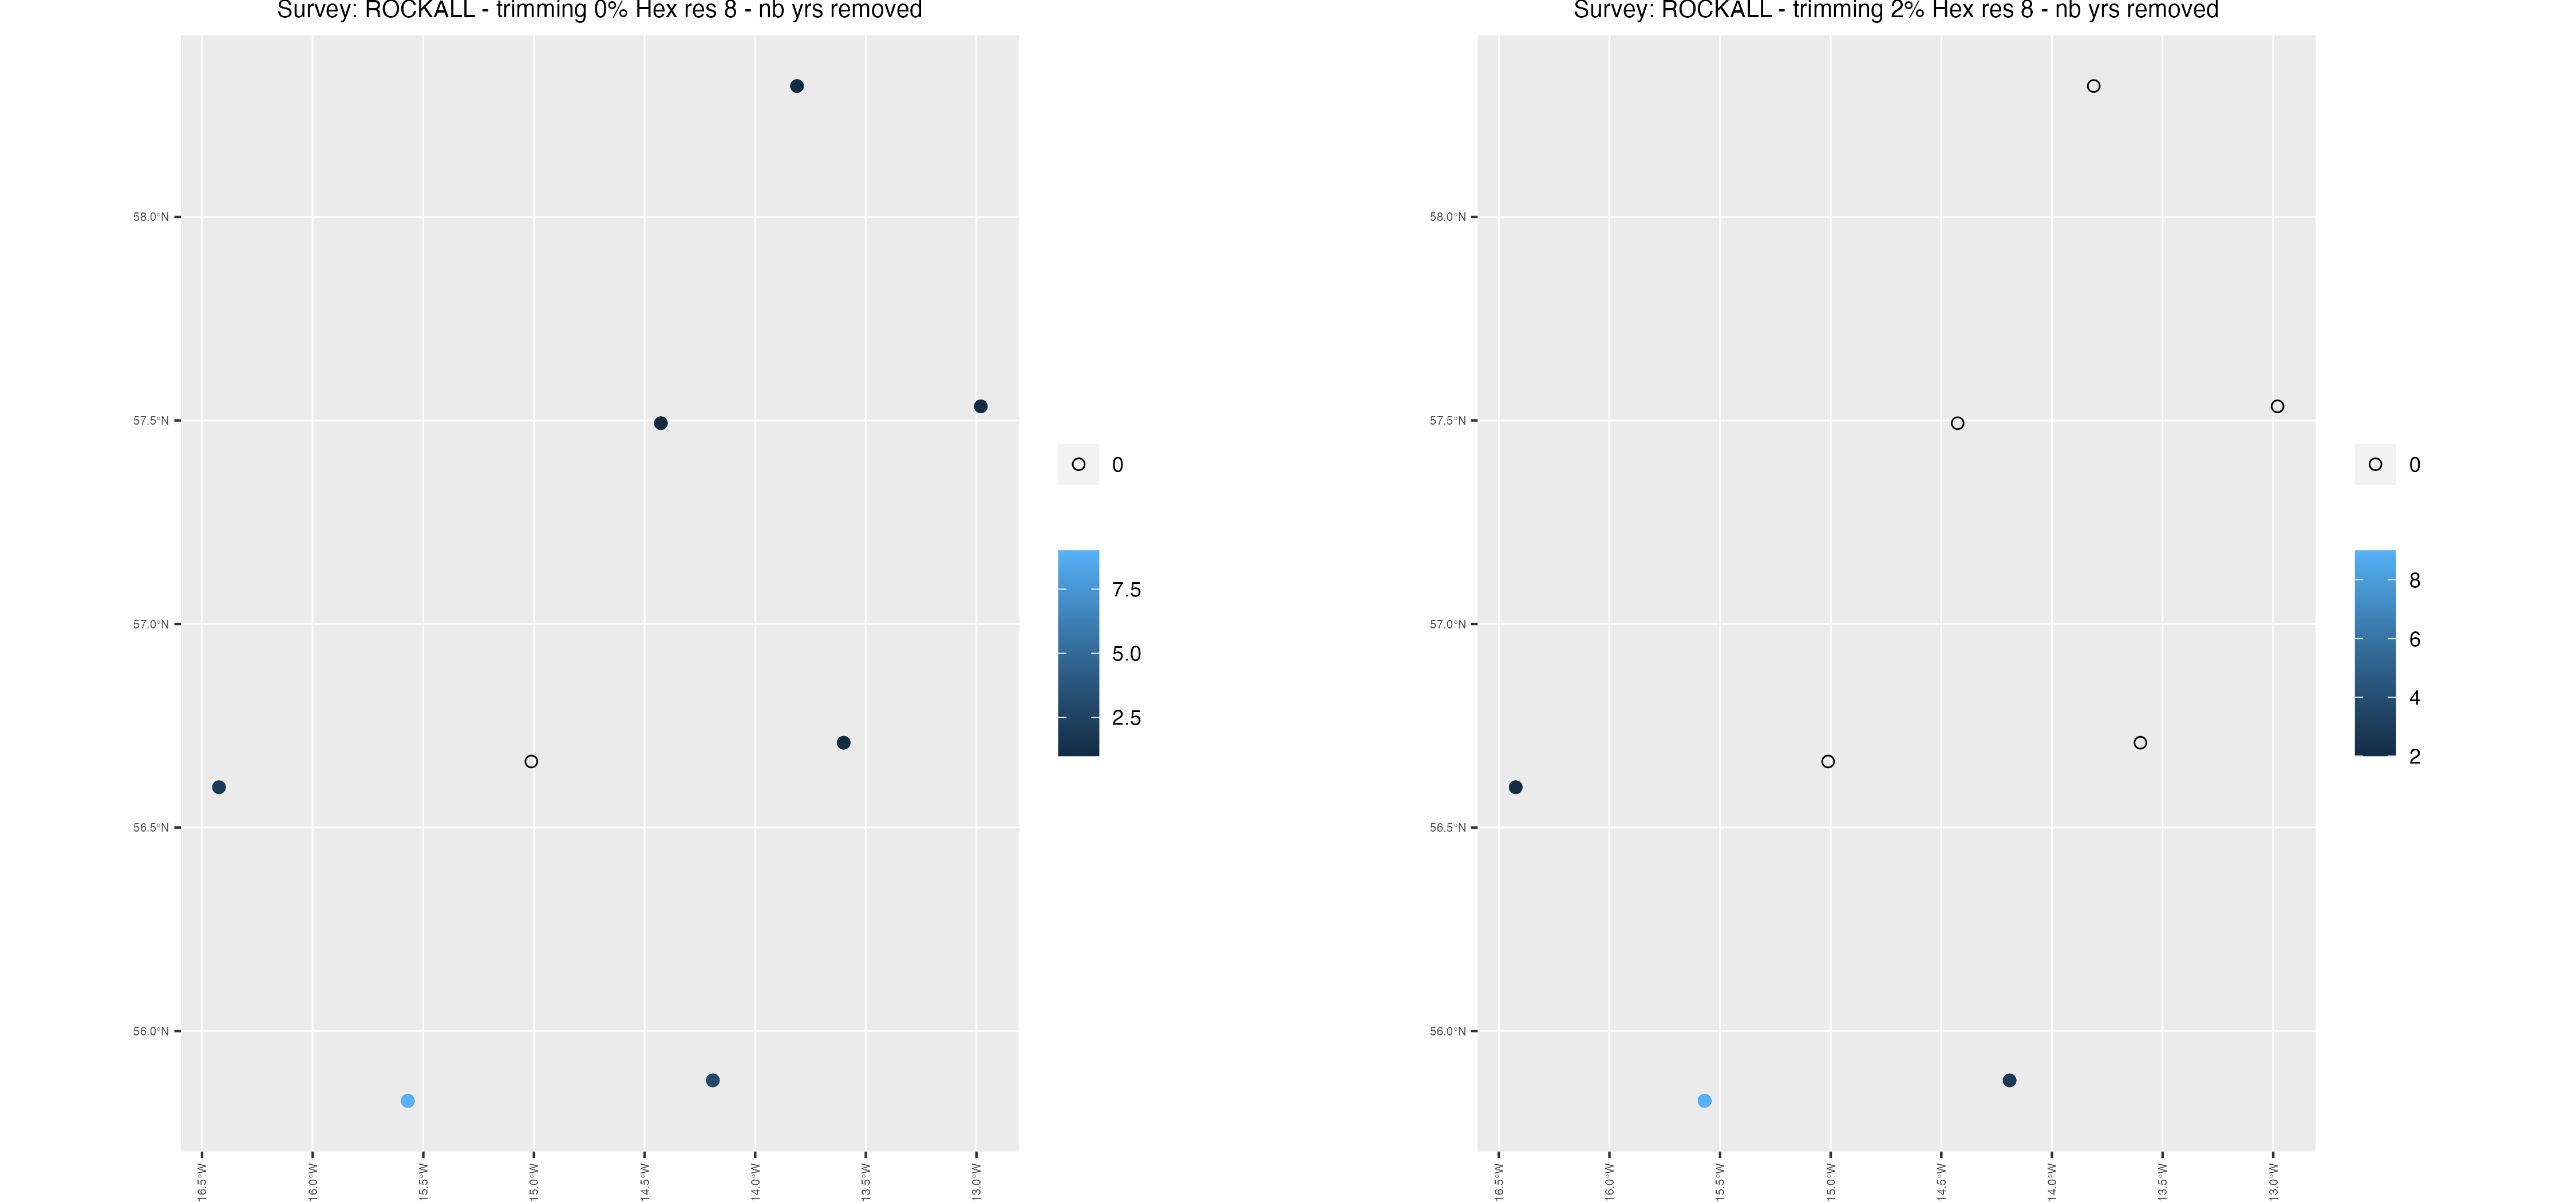 Survey: ROCKALL - trimming 0% Hex res 8 - nb yrs removed
58.0°N
57.5°N
57.0°N
56.5°N
56.0°N
16.5°W
16.0°W
15.5°W
15.0°W
14.5°W
14.0°W
13.5°W
13.0°W
0
7.5
5.0
2.5
Survey: ROCKALL - trimming 2% Hex res 8 - nb yrs removed
58.0°N
57.5°N
57.0°N
56.5°N
56.0°N
16.5°W
16.0°W
15.5°W
15.0°W
14.5°W
14.0°W
13.5°W
13.0°W
0
8
6
4
2